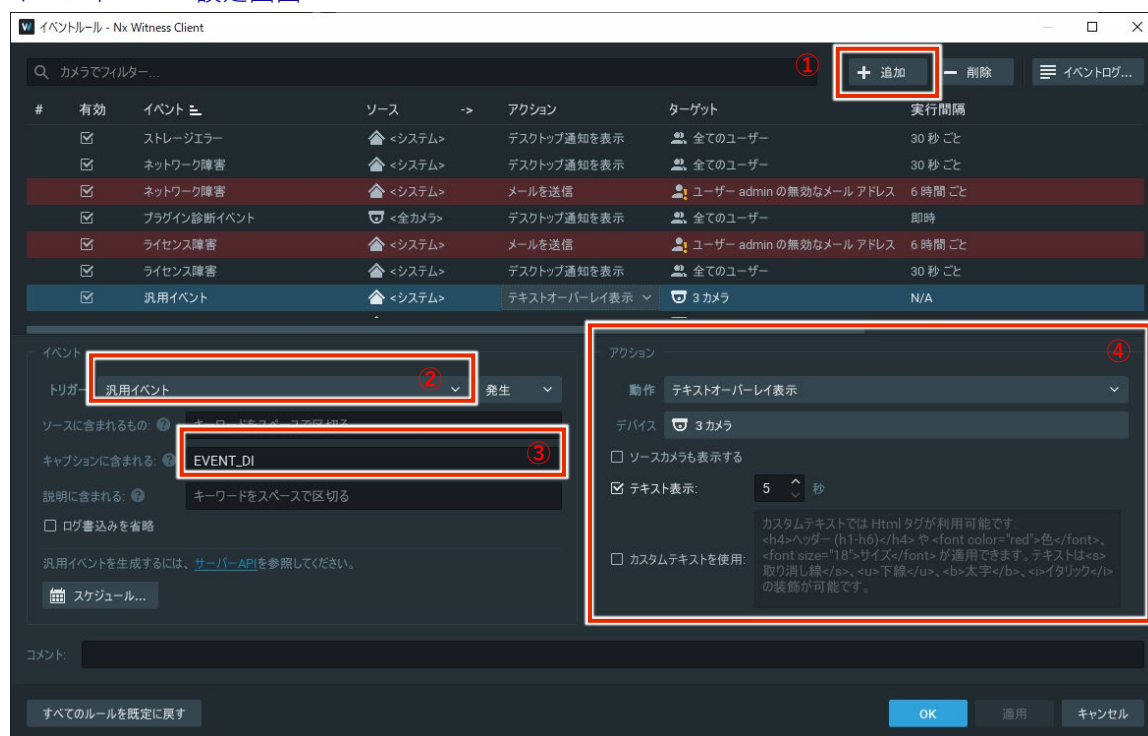 イベントルール - Nx Witness Client
カメラでフィルター...
①
+ 追加
− 削除
イベントログ...
# 有効 イベント ソース -> アクション ターゲット 実行間隔
ストレージエラー <システム> デスクトップ通知を表示 全てのユーザー 30 秒 ごと
ネットワーク障害 <システム> デスクトップ通知を表示 全てのユーザー 30 秒 ごと
ネットワーク障害 <システム> メールを送信 ユーザー admin の無効なメール アドレス 6 時間 ごと
プラグイン診断イベント <全カメラ> デスクトップ通知を表示 全てのユーザー 即時
ライセンス障害 <システム> メールを送信 ユーザー admin の無効なメール アドレス 6 時間 ごと
ライセンス障害 <システム> デスクトップ通知を表示 全てのユーザー 30 秒 ごと
汎用イベント <システム> テキストオーバーレイ表示 3 カメラ N/A
イベント
トリガー 汎用イベント ② 発生
ソースに含まれるもの: キーワードをスペースで区切る
キャプションに含まれる: EVENT_DI ③
説明に含まれる: キーワードをスペースで区切る
ログ書込みを省略
汎用イベントを生成するには、サーバーAPIを参照してください。
スケジュール...
アクション ④
動作 テキストオーバーレイ表示
デバイス 3 カメラ
ソースカメラも表示する
テキスト表示: 5 秒
カスタムテキストを使用:
カスタムテキストでは Html タグが利用可能です:
<h4>ヘッダー (h1-h6)</h4> や <font color="red">色</font>、
<font size="18">サイズ</font> が適用できます。テキストは<s>
取り消し線</s>、<u>下線</u>、<b>太字</b>、<i>イタリック</i>
の装飾が可能です。
コメント:
すべてのルールを既定に戻す
OK
適用
キャンセル